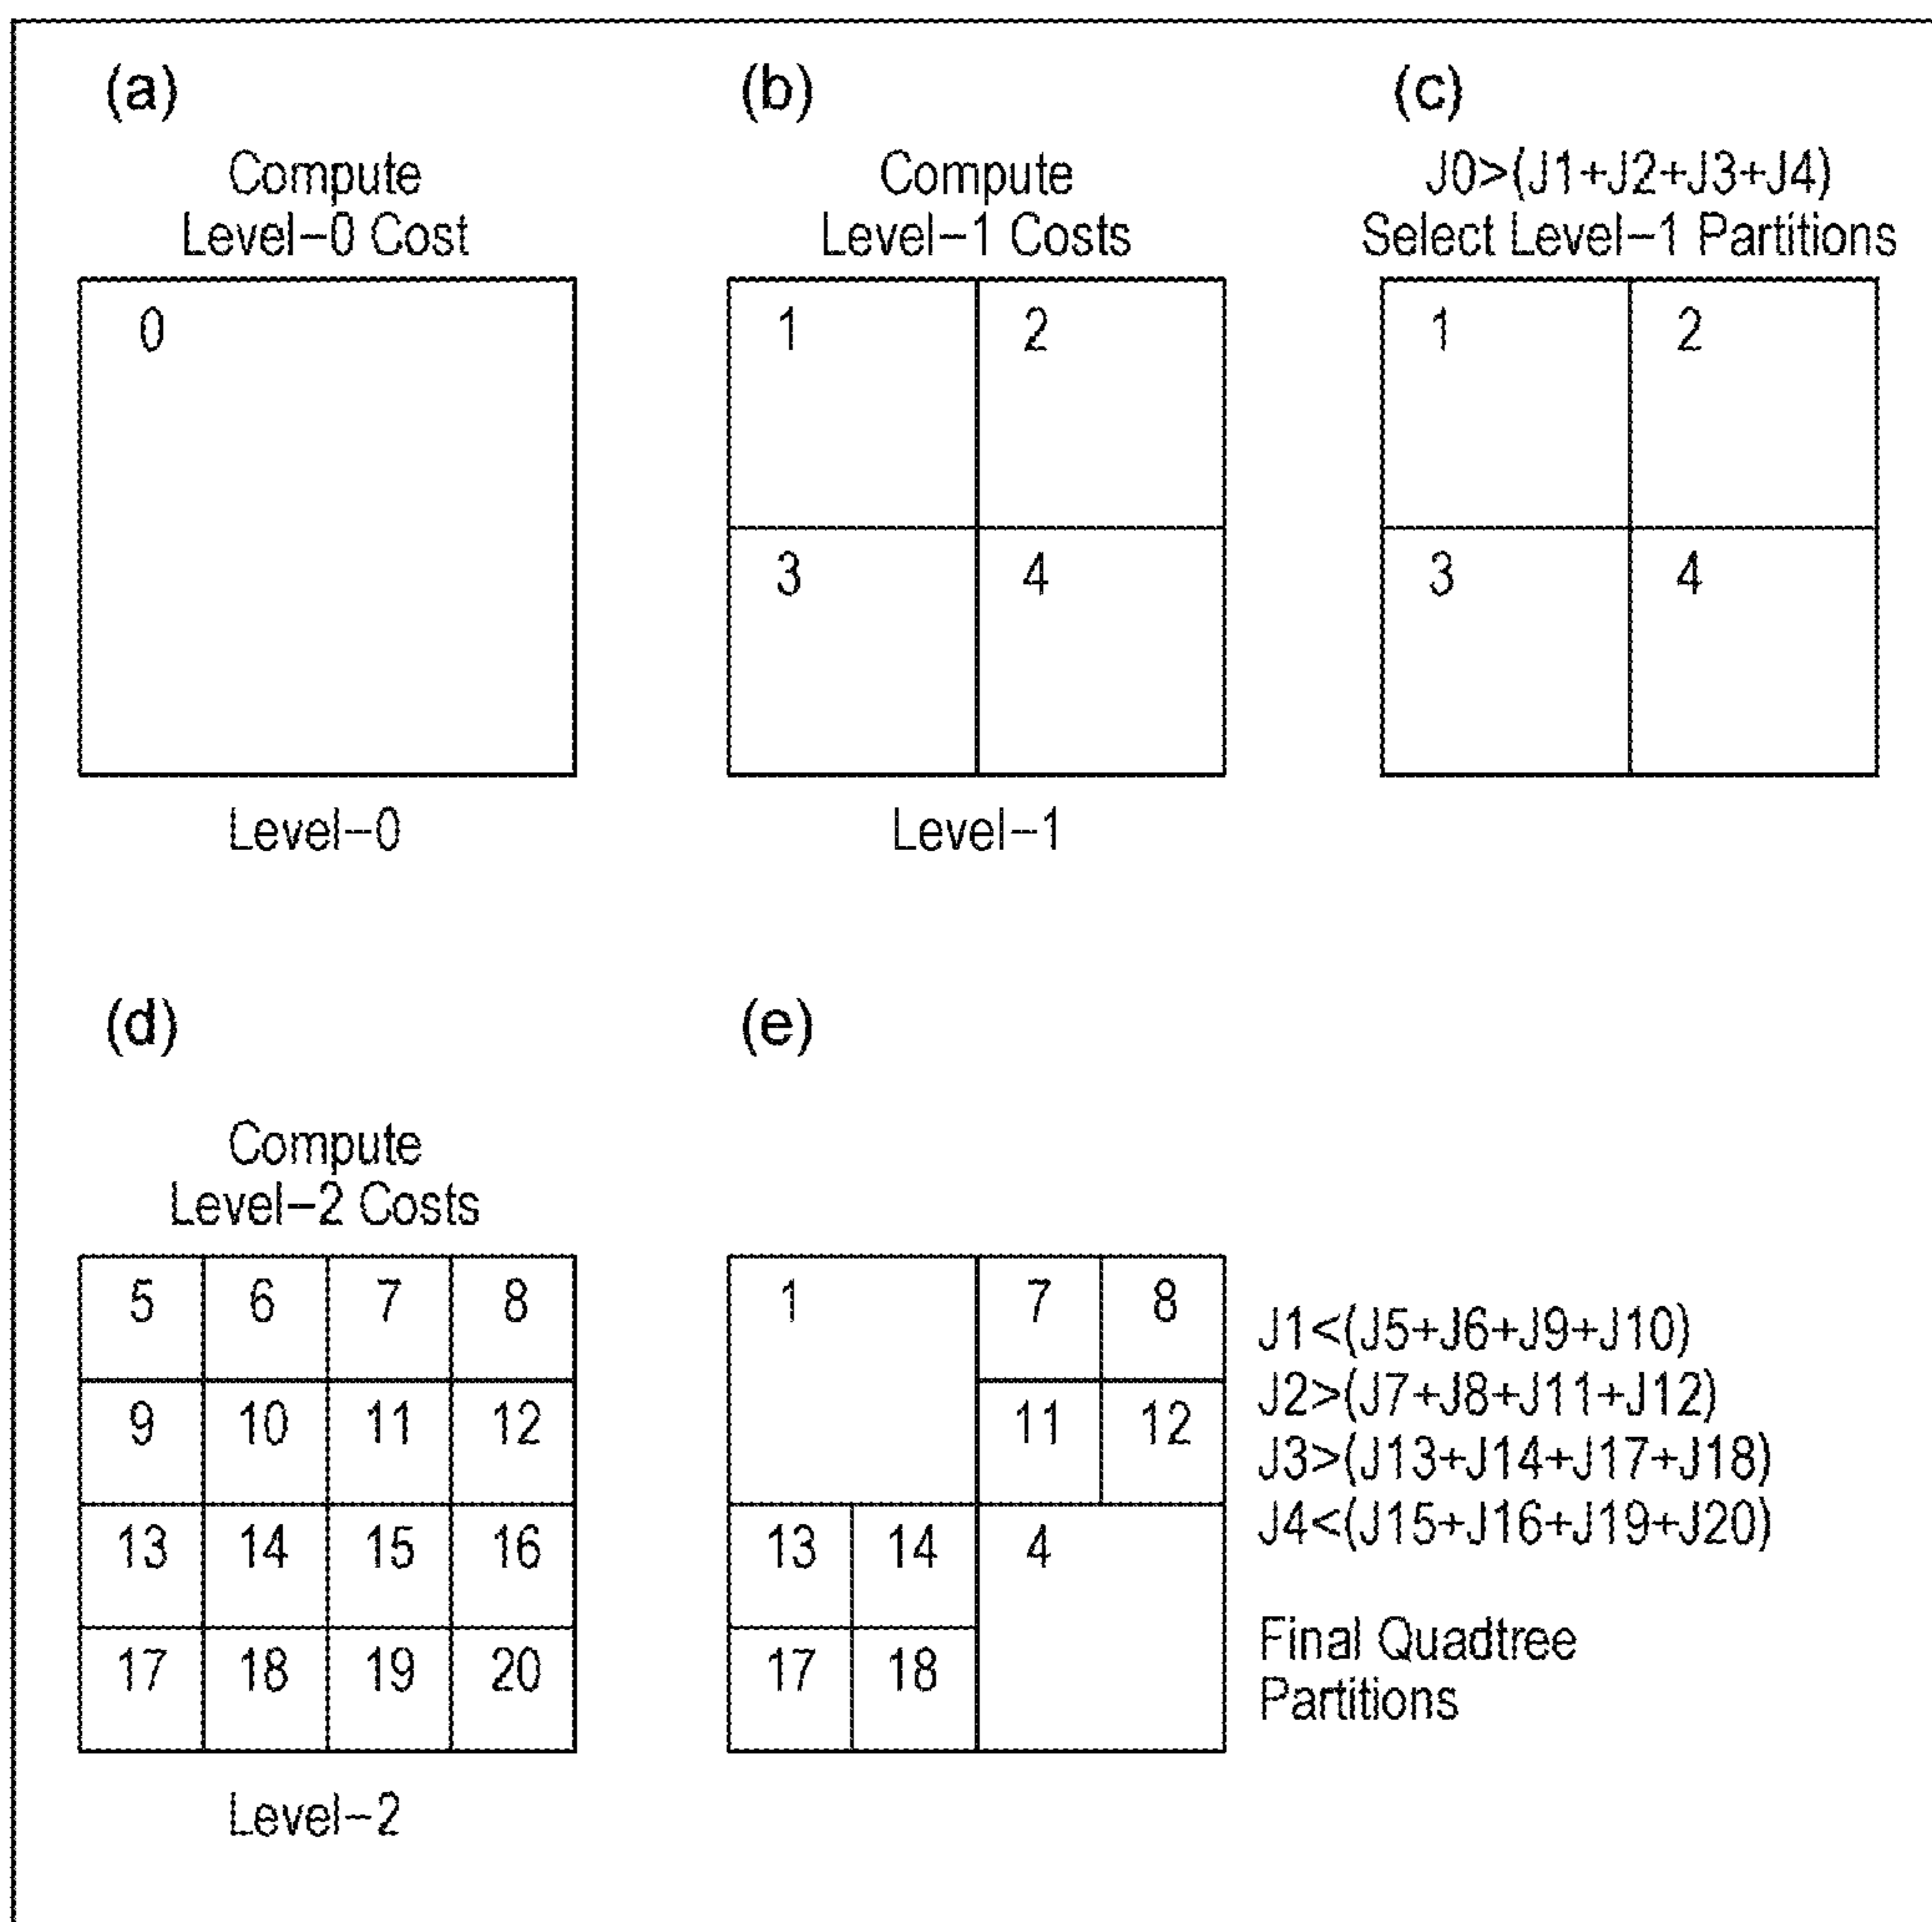 (a)
Compute
Level-0 Cost
0
Level-0
(b)
Compute
Level-1 Costs
1 2
3 4
Level-1
(c)
J0>(J1+J2+J3+J4)
Select Level-1 Partitions
1 2
3 4
(d)
Compute
Level-2 Costs
5 6 7 8
9 10 11 12
13 14 15 16
17 18 19 20
Level-2
(e)
1 7 8
11 12
13 14 4
17 18
J1<(J5+J6+J9+J10)
J2>(J7+J8+J11+J12)
J3>(J13+J14+J17+J18)
J4<(J15+J16+J19+J20)
Final Quadtree
Partitions